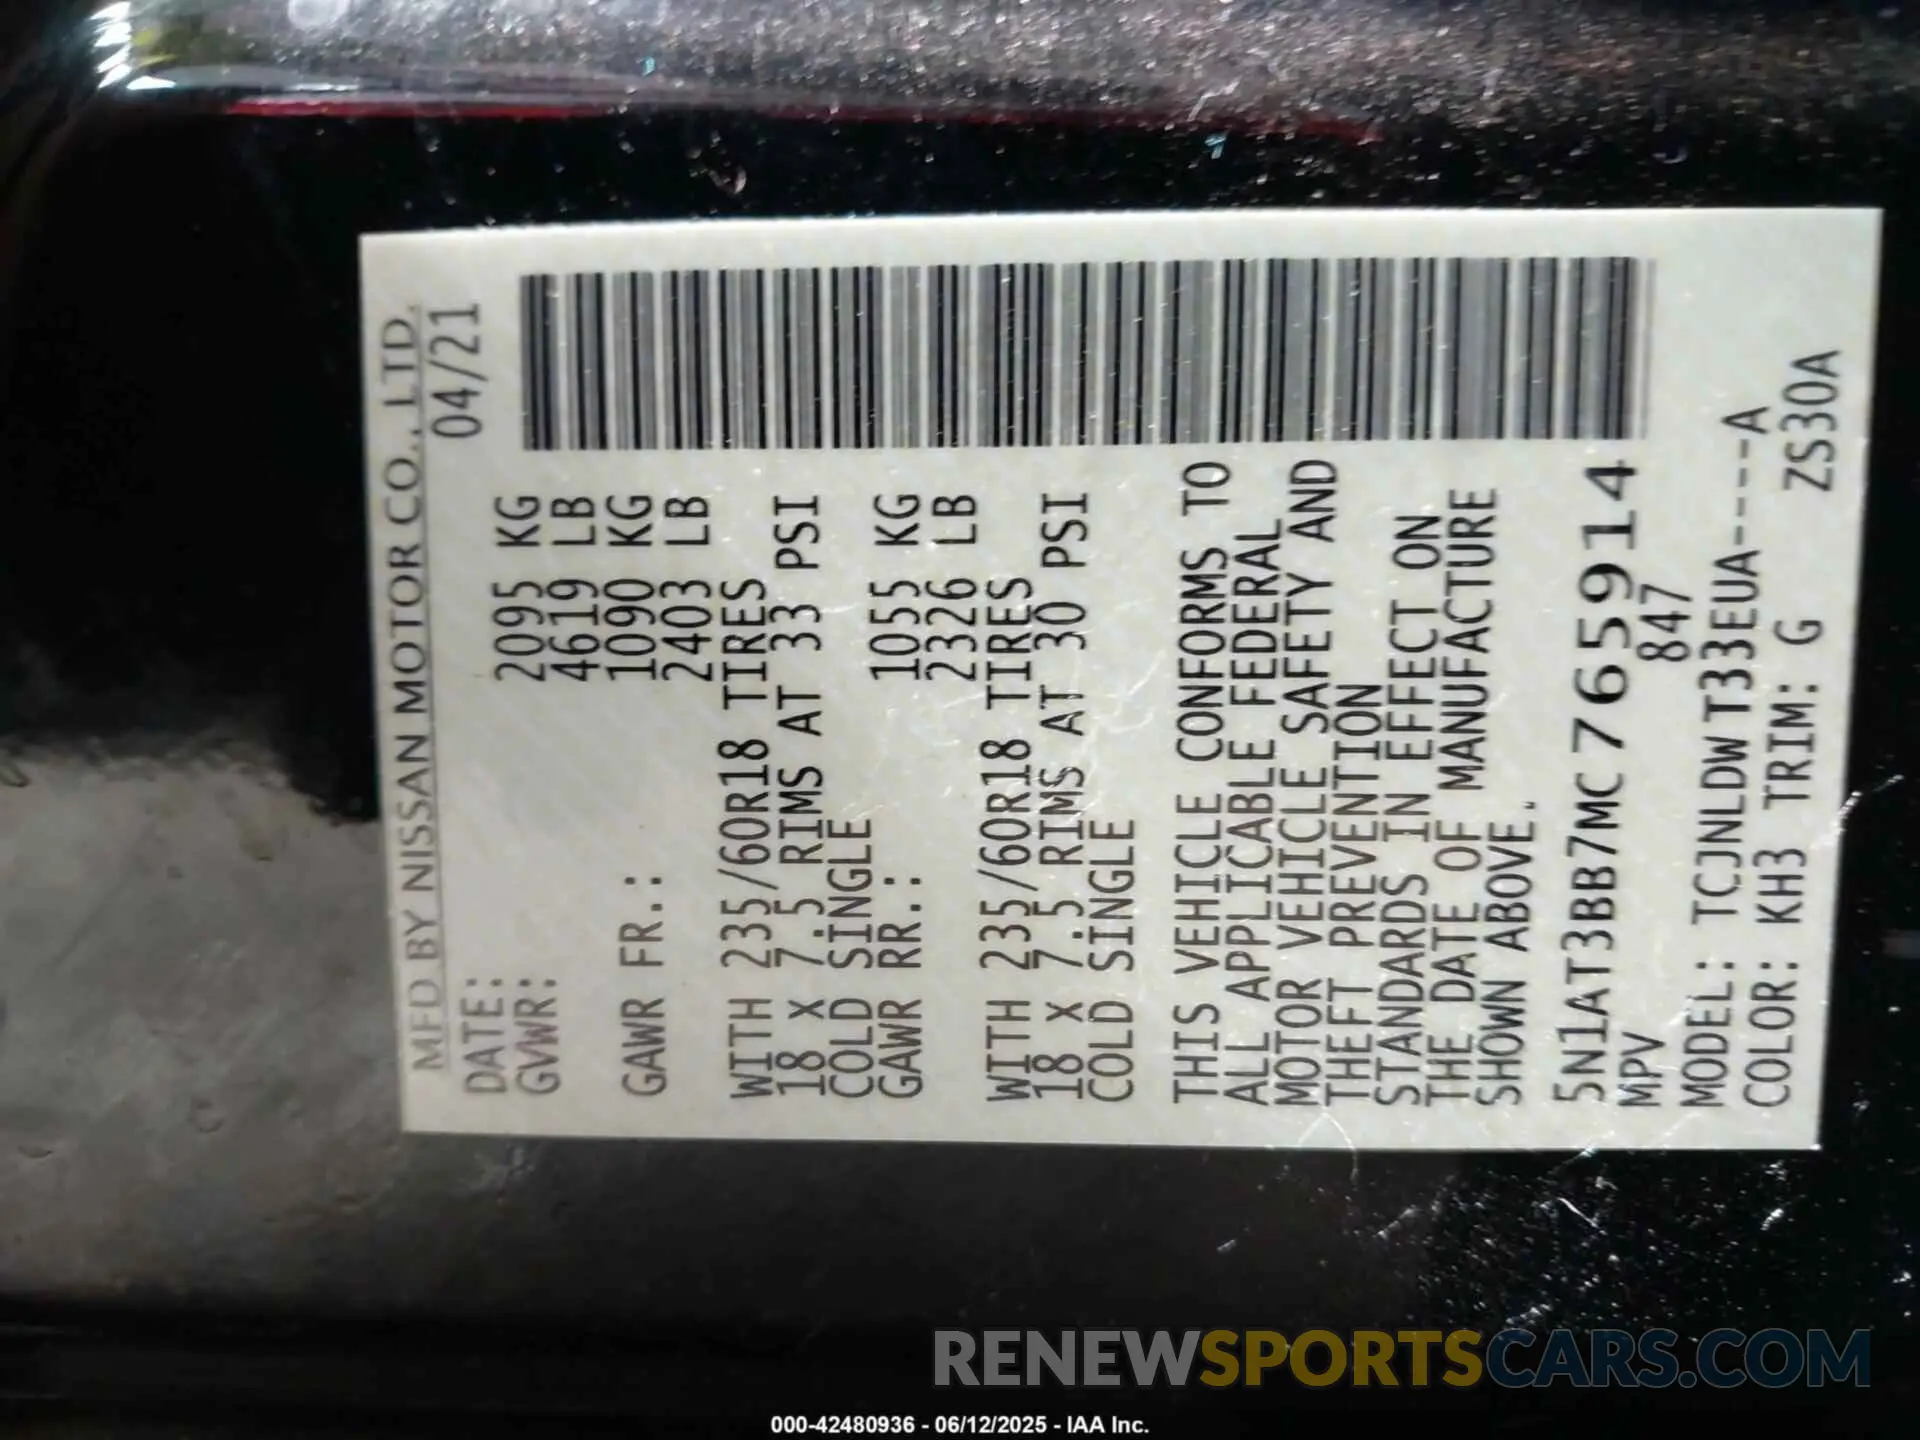 MFD BY NISSAN MOTOR CO., LTD.
DATE: 04/21
GVWR: 2095 KG
4619 LB
GAWR FR.: 1090 KG
2403 LB
WITH 235/60R18 TIRES
18 X 7.5 RIMS AT 33 PSI
COLD SINGLE
GAWR RR.: 1055 KG
2326 LB
WITH 235/60R18 TIRES
18 X 7.5 RIMS AT 30 PSI
COLD SINGLE
THIS VEHICLE CONFORMS TO
ALL APPLICABLE FEDERAL
MOTOR VEHICLE SAFETY AND
THEFT PREVENTION
STANDARDS IN EFFECT ON
THE DATE OF MANUFACTURE
SHOWN ABOVE.
5N1AT3BB7MC765914
MPV 847
MODEL: TCJNLDWT33EUA----A
COLOR: KH3 TRIM: G ZS30A
RENEWSPORTSCARS.COM
000-42480936 - 06/12/2025 - IAA Inc.